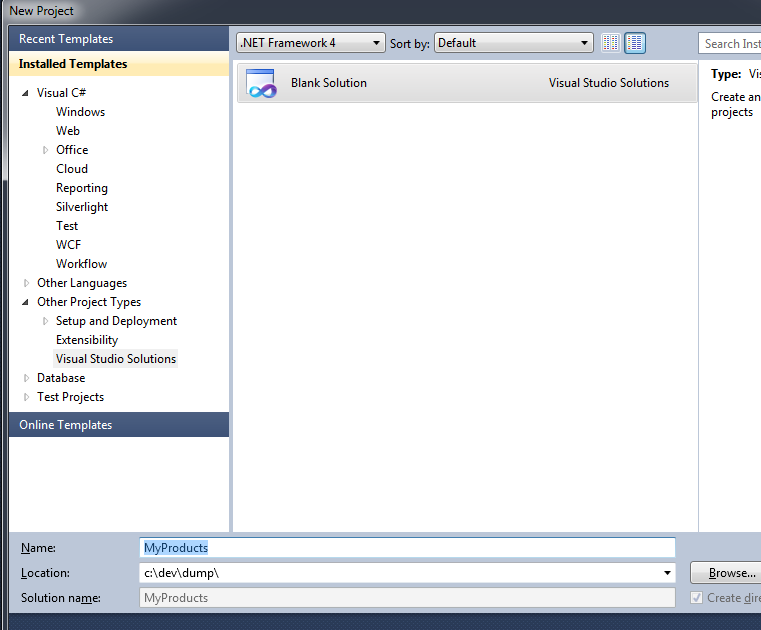 New Project
Recent Templates
Installed Templates
Visual C#
Windows
Web
Office
Cloud
Reporting
Silverlight
Test
WCF
Workflow
Other Languages
Other Project Types
Setup and Deployment
Extensibility
Visual Studio Solutions
Database
Test Projects
Online Templates
.NET Framework 4 Sort by: Default
Search Inst
Blank Solution Visual Studio Solutions
Type: Vis
Create an
projects
Name: MyProducts
Location: c:\dev\dump\ Browse...
Solution name: MyProducts Create dire